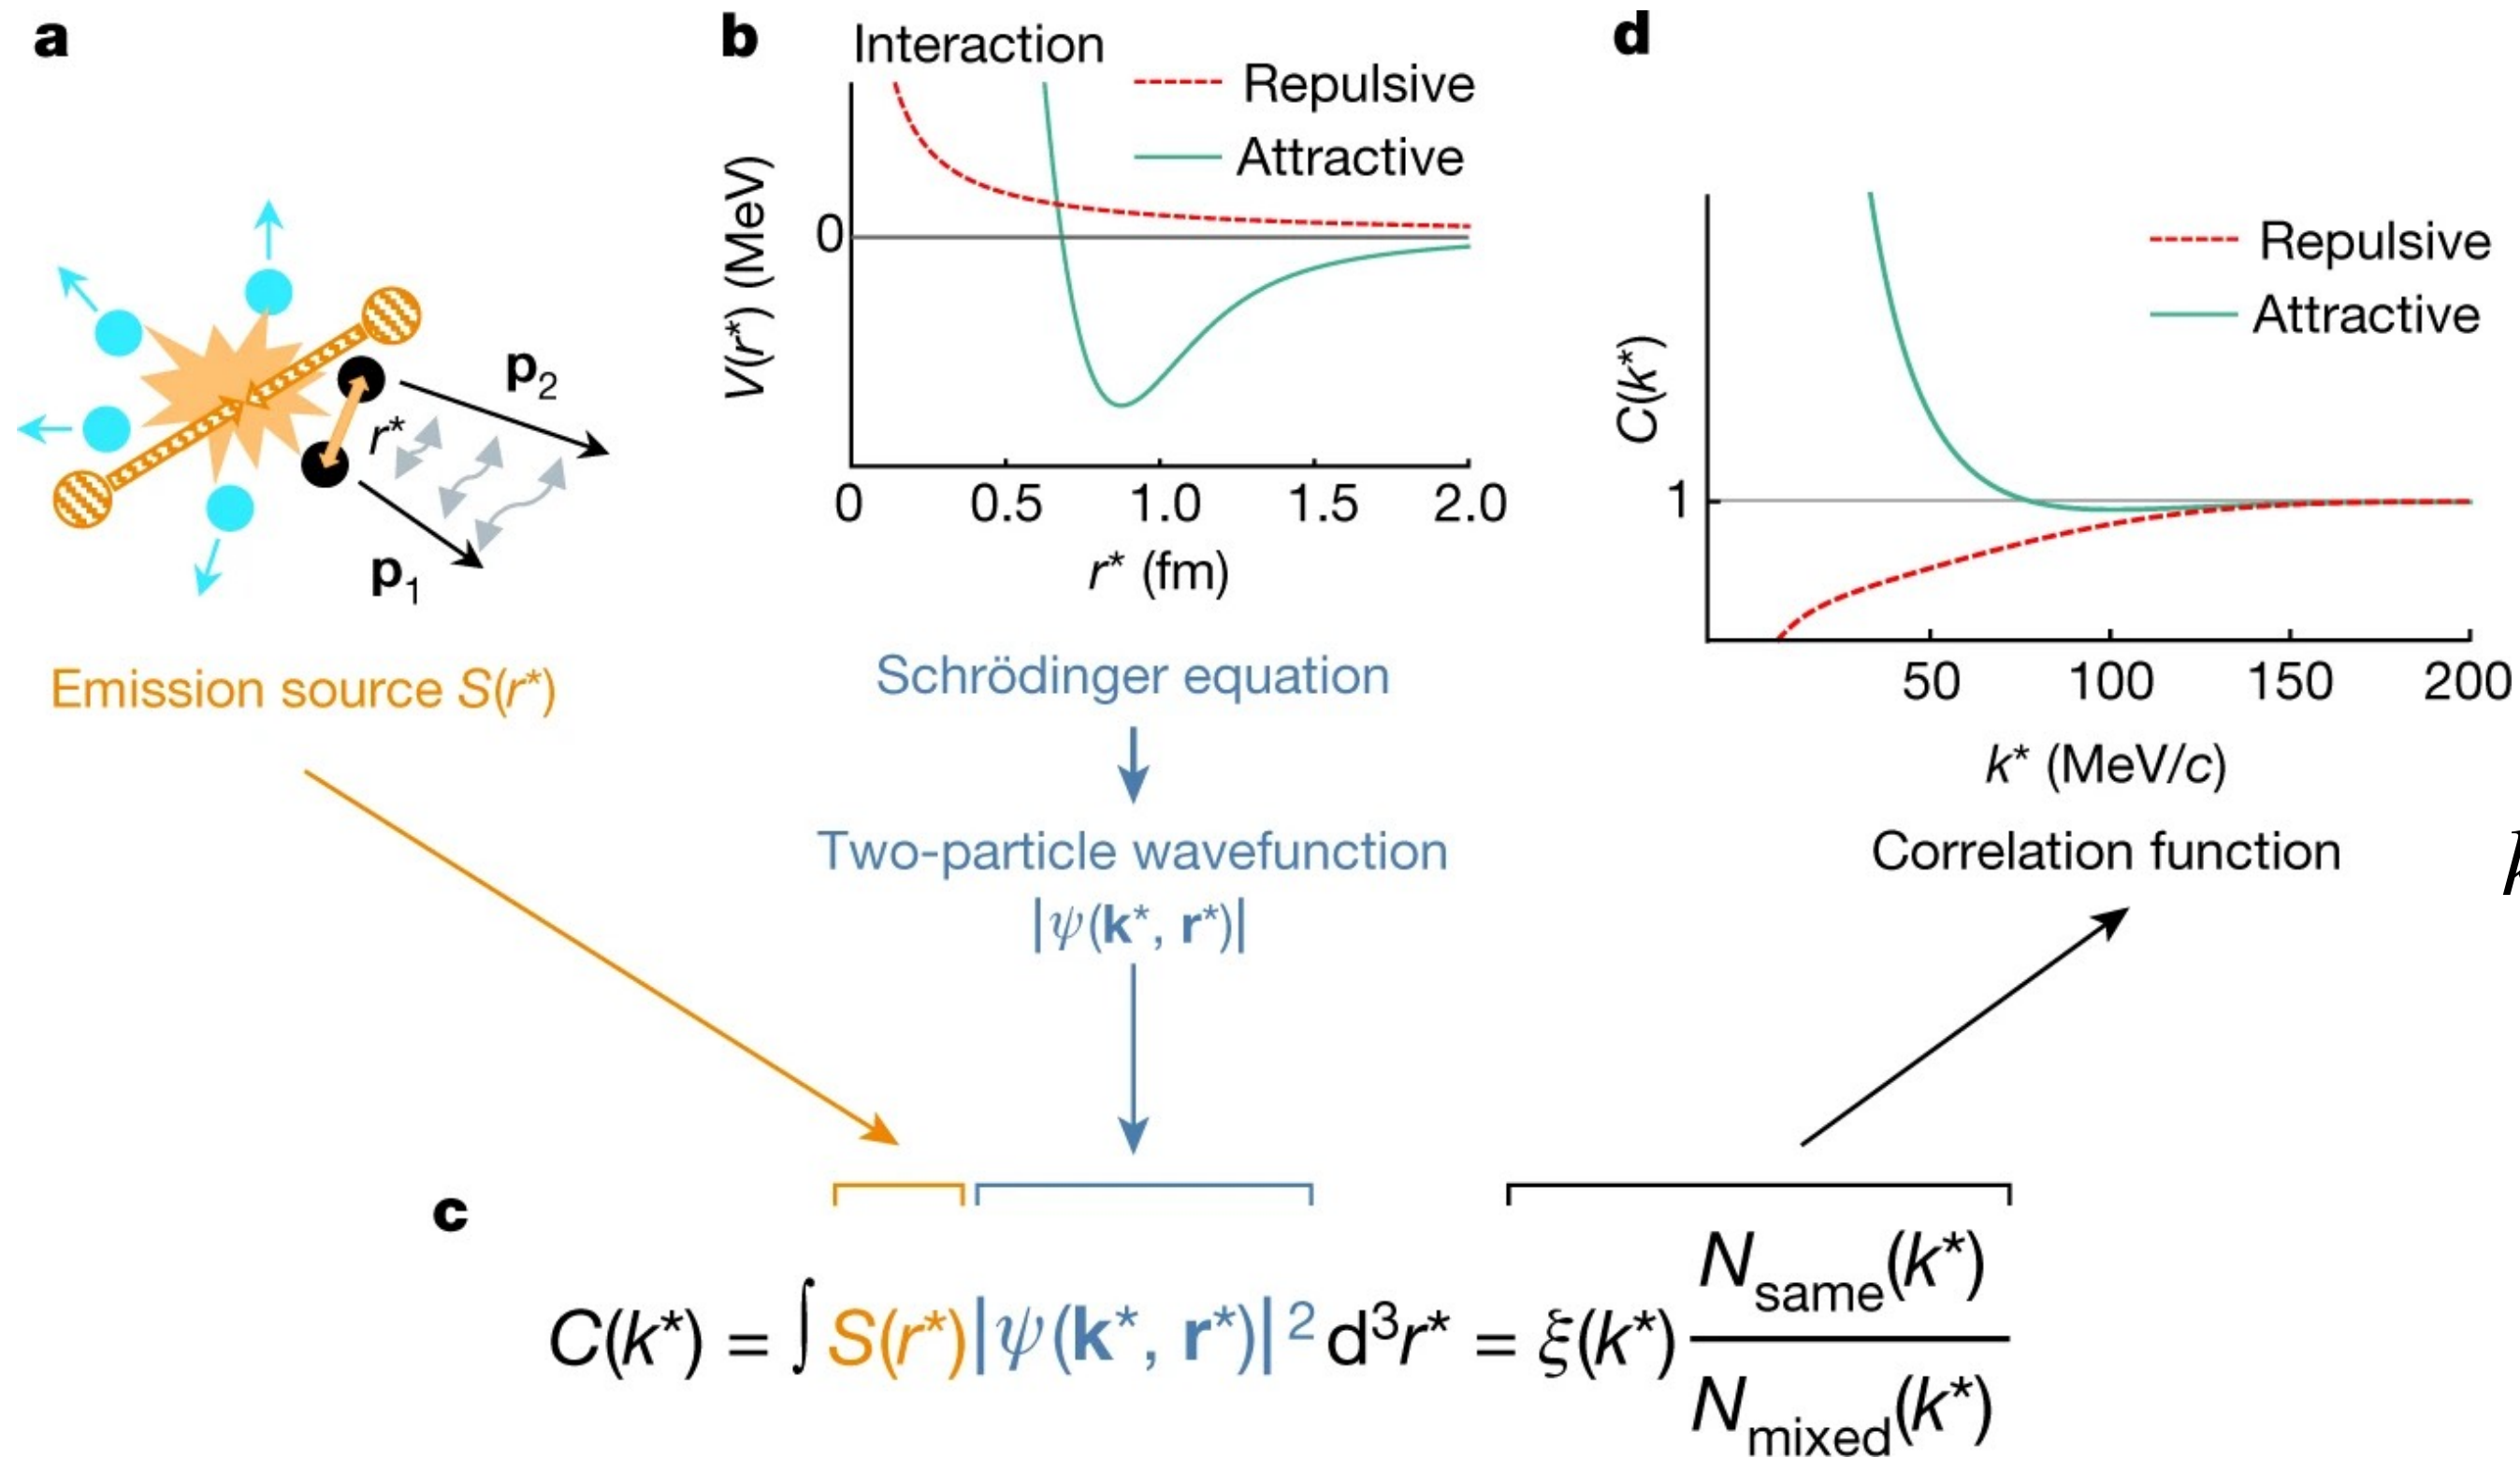 a
p₂
r*
p₁
Emission source S(r*)
b
Interaction
Repulsive
Attractive
V(r*) (MeV)
0
0 0.5 1.0 1.5 2.0
r* (fm)
Schrödinger equation
Two-particle wavefunction
|ψ(k*, r*)|
d
Repulsive
Attractive
C(k*)
1
50 100 150 200
k* (MeV/c)
Correlation function
c
C(k*) = ∫ S(r*)|ψ(k*, r*)|² d³r* = ξ(k*) N_same(k*) / N_mixed(k*)